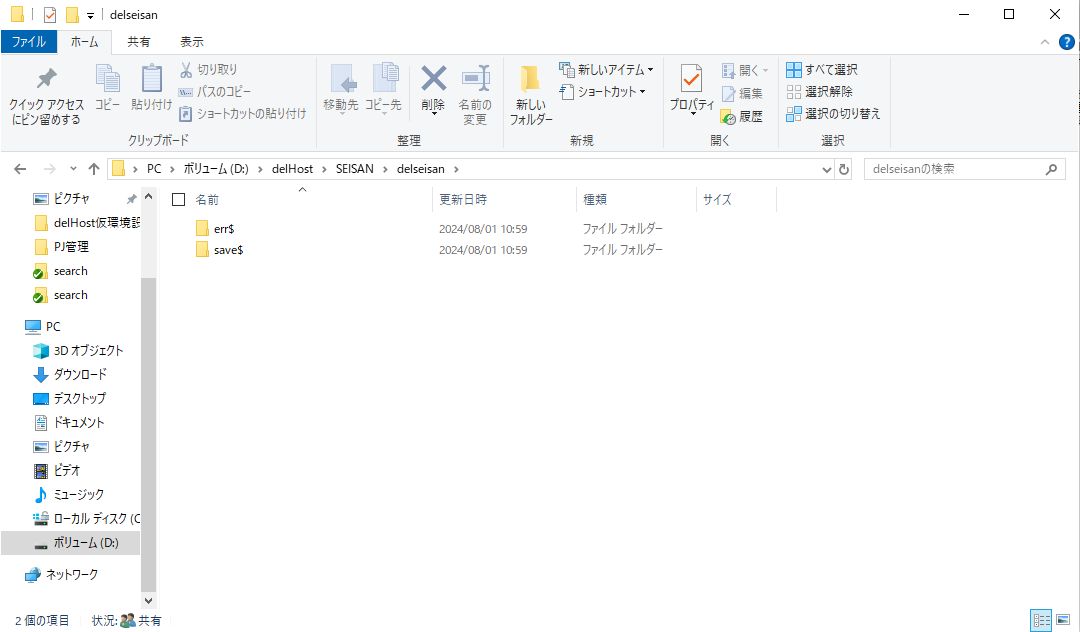 delseisan
ファイル ホーム 共有 表示
クイック アクセス
にピン留めする
コピー
貼り付け
切り取り
パスのコピー
ショートカットの貼り付け
クリップボード
移動先
コピー先
削除
名前の
変更
整理
新しい
フォルダー
新しいアイテム
ショートカット
新規
プロパティ
開く
編集
履歴
開く
すべて選択
選択解除
選択の切り替え
選択
PC ボリューム (D:) delHost SEISAN delseisan
delseisanの検索
ピクチャ
delHost仮環境設
PJ管理
search
search
PC
3D オブジェクト
ダウンロード
デスクトップ
ドキュメント
ピクチャ
ビデオ
ミュージック
ローカル ディスク (C
ボリューム (D:)
ネットワーク
名前 更新日時 種類 サイズ
err$ 2024/08/01 10:59 ファイル フォルダー
save$ 2024/08/01 10:59 ファイル フォルダー
2 個の項目 状況: 共有